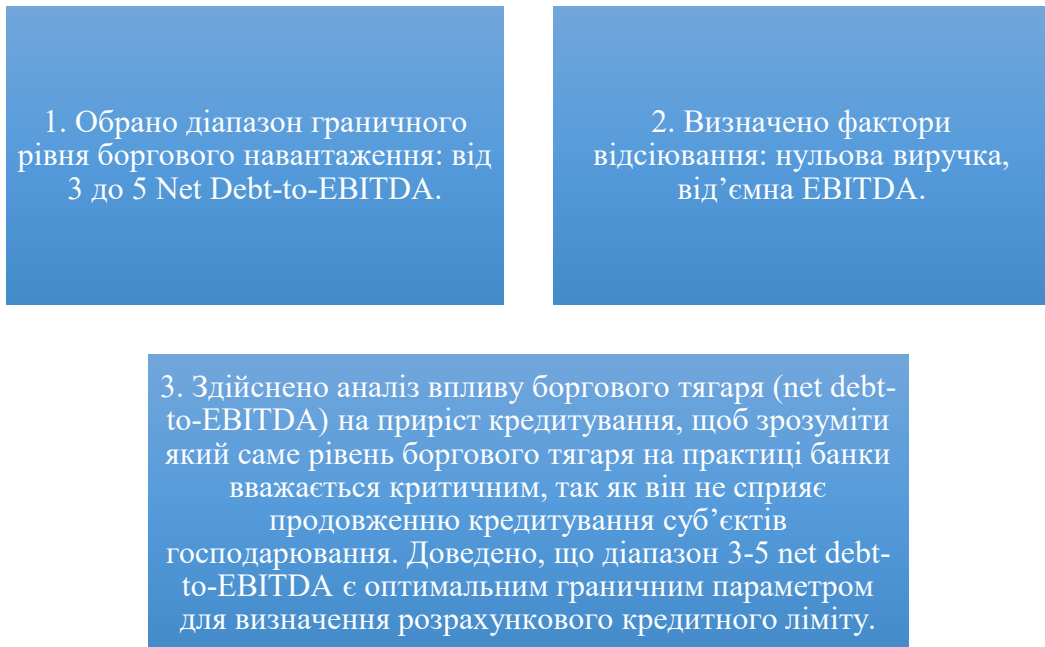 1. Обрано діапазон граничного
рівня боргового навантаження: від
3 до 5 Net Debt-to-EBITDA.
2. Визначено фактори
відсіювання: нульова виручка,
від’ємна EBITDA.
3. Здійснено аналіз впливу боргового тягаря (net debt-
to-EBITDA) на приріст кредитування, щоб зрозуміти
який саме рівень боргового тягаря на практиці банки
вважається критичним, так як він не сприяє
продовженню кредитування суб’єктів
господарювання. Доведено, що діапазон 3-5 net debt-
to-EBITDA є оптимальним граничним параметром
для визначення розрахункового кредитного ліміту.